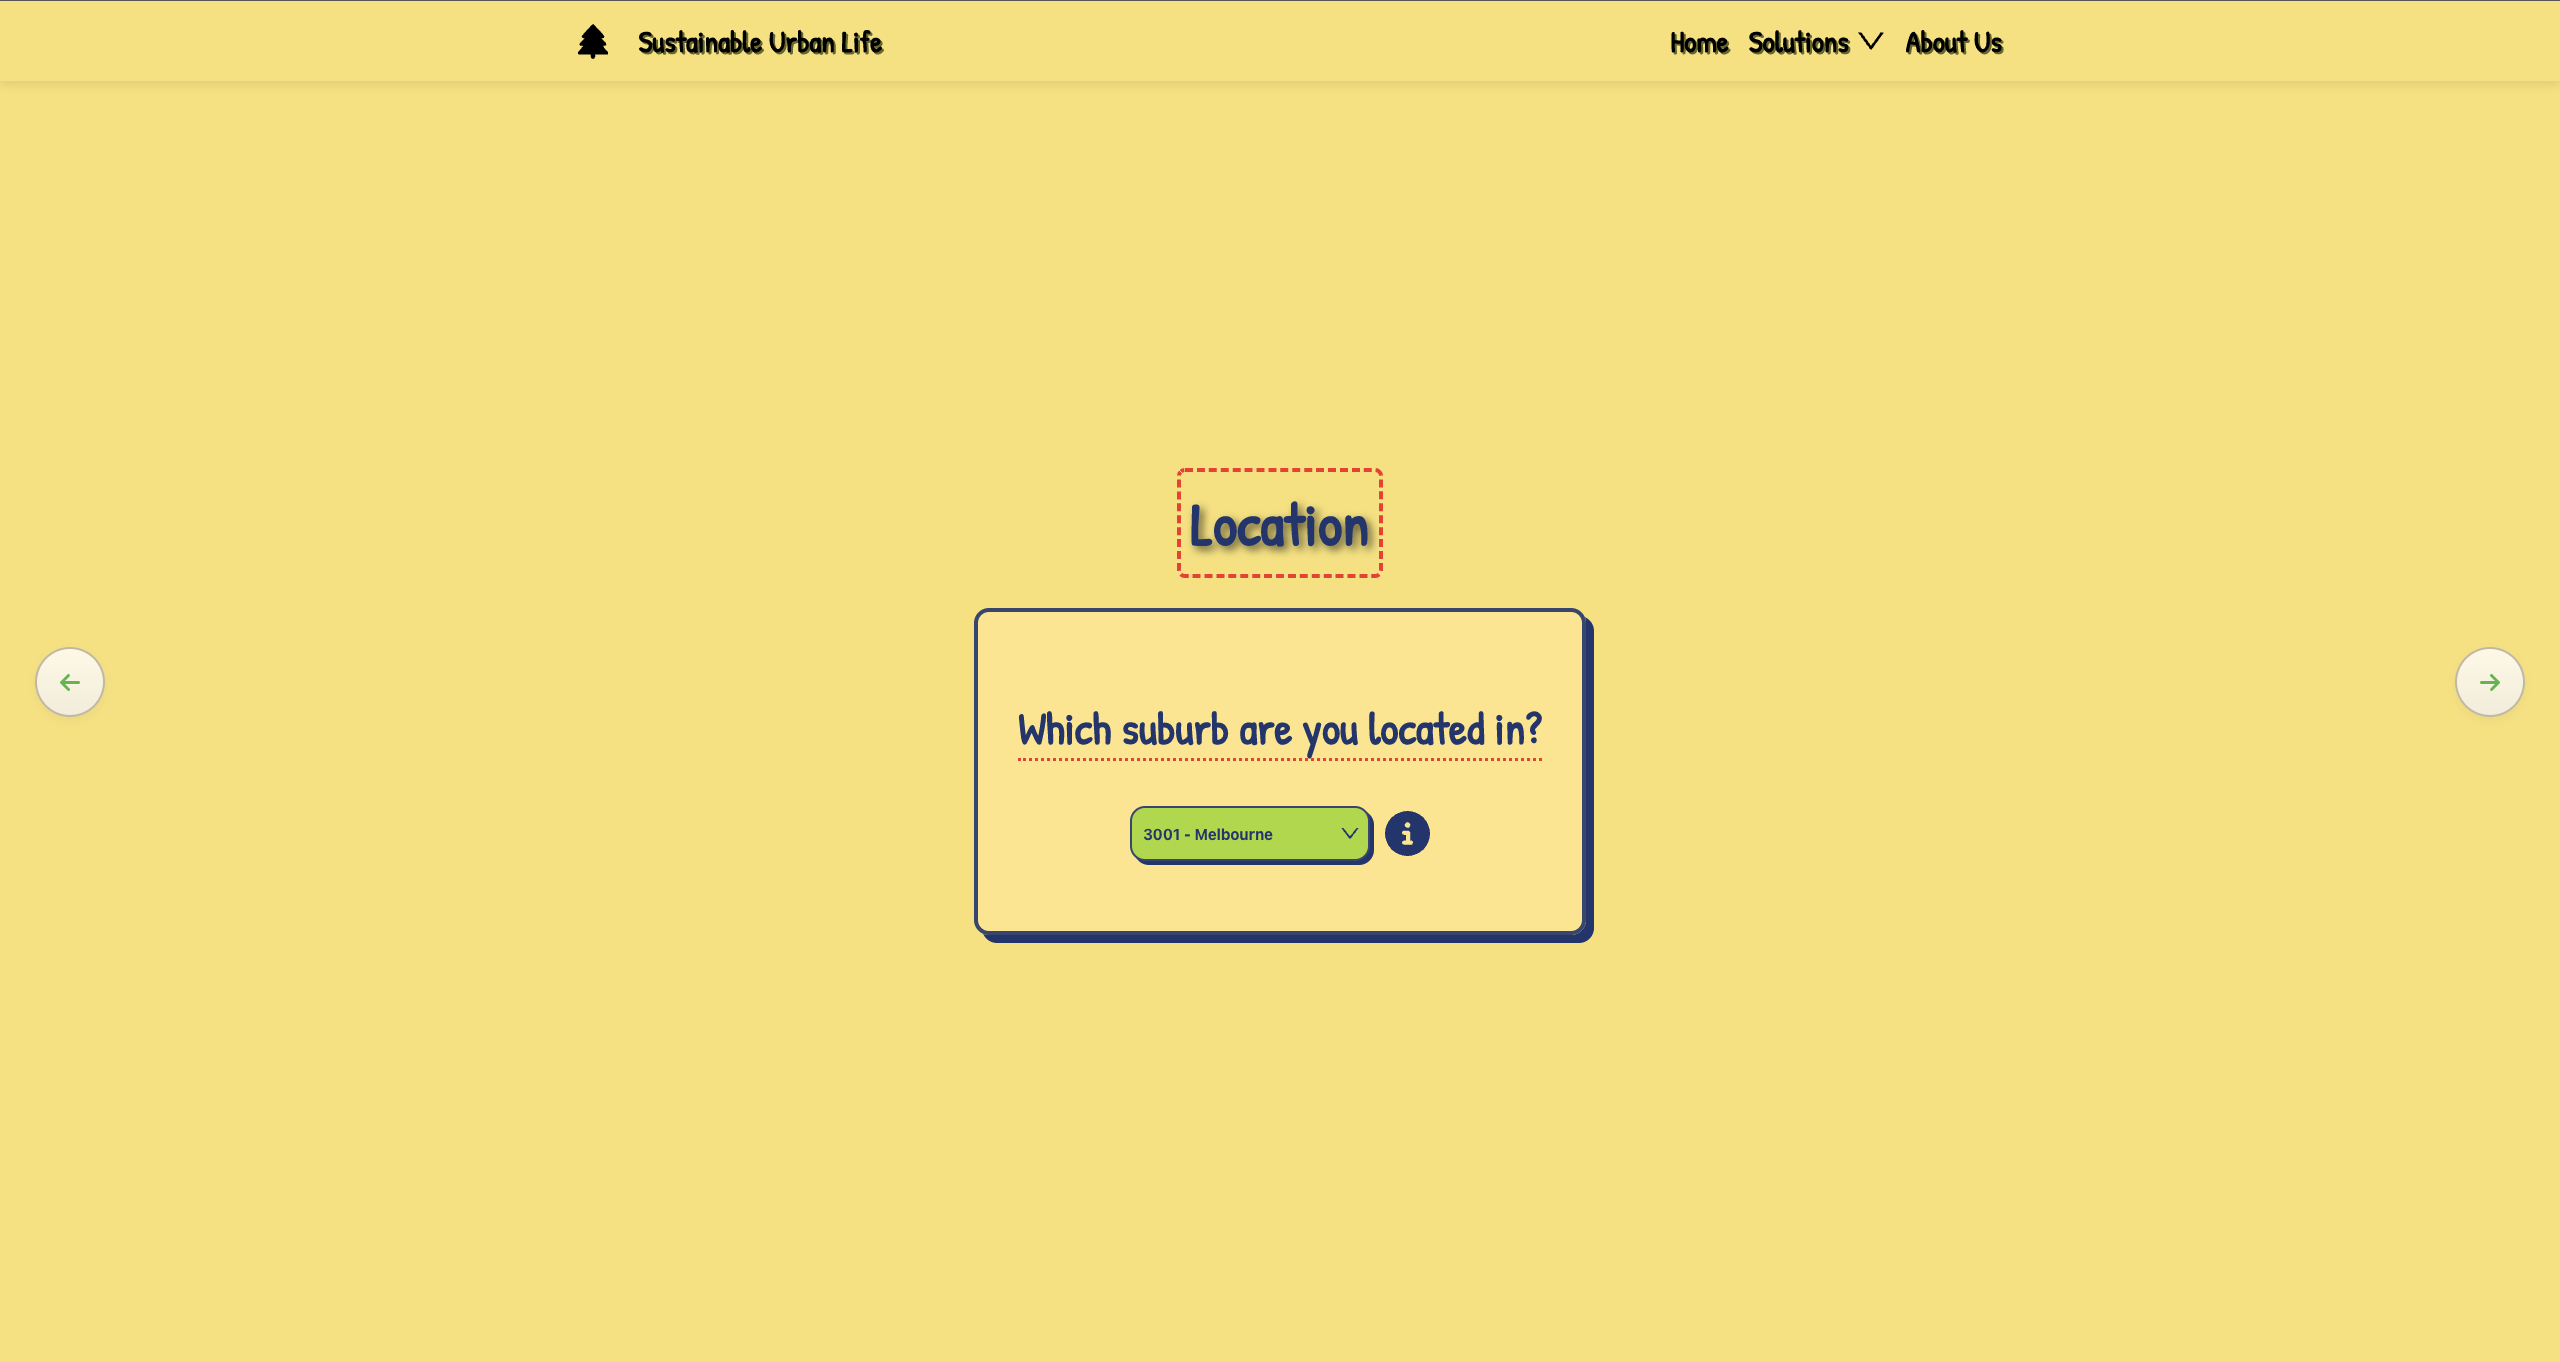 Sustainable Urban Life
Home Solutions About Us
Location
Which suburb are you located in?
3001 - Melbourne